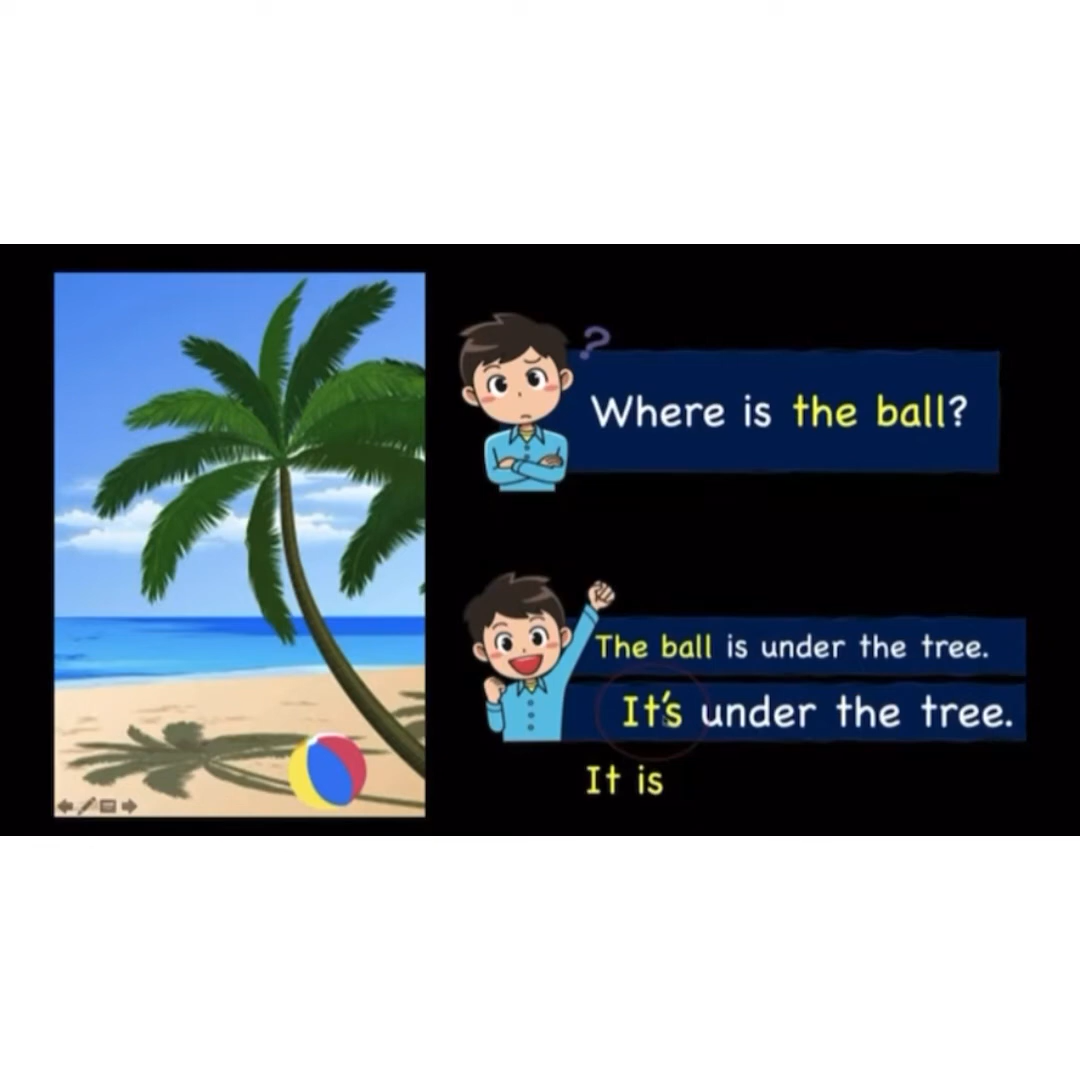 ?
Where is the ball?
The ball is under the tree.
It's under the tree.
It is